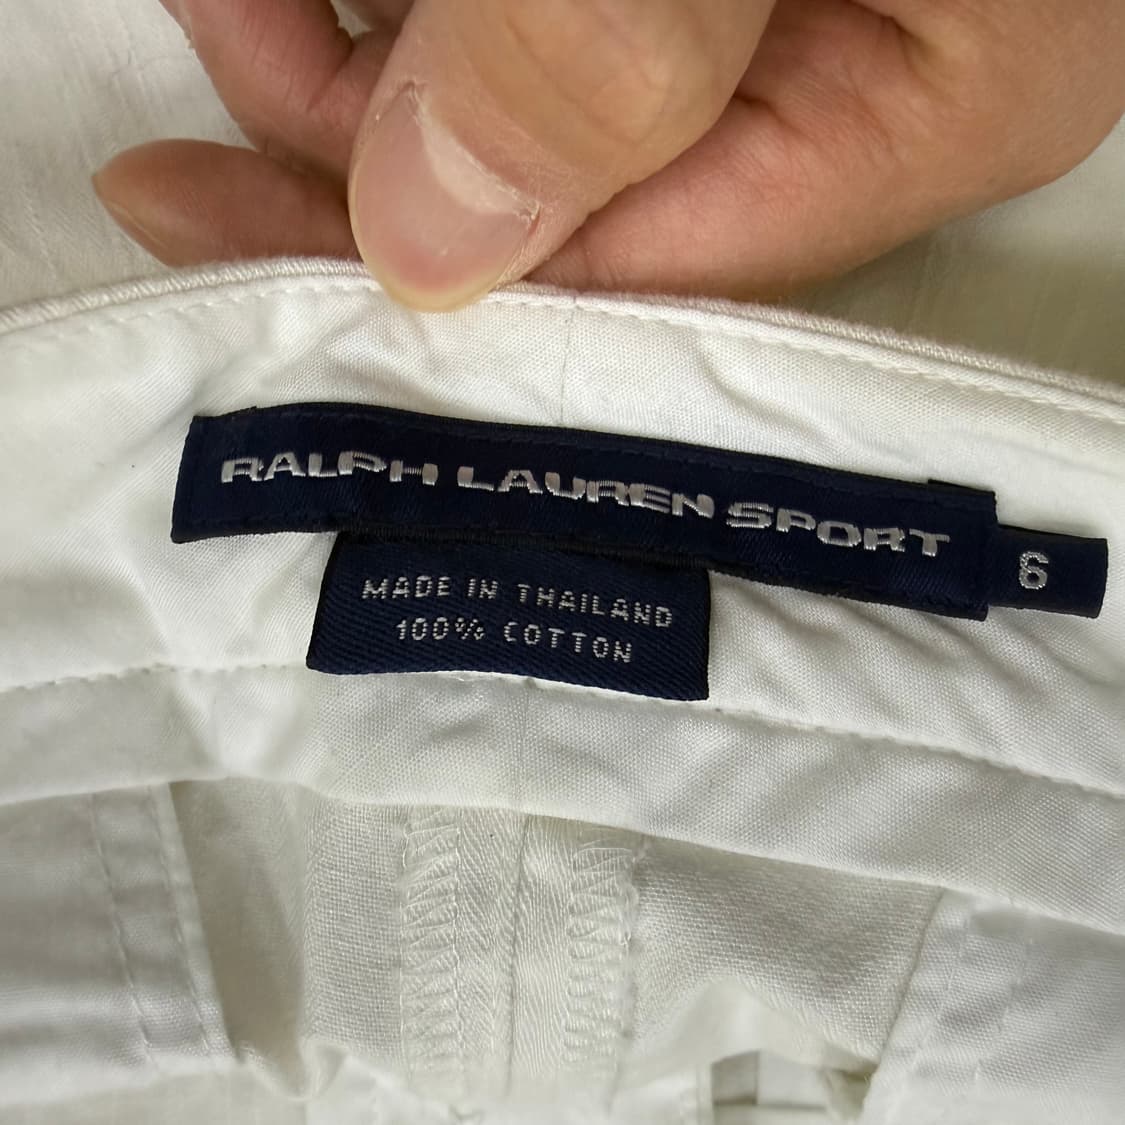 RALPH LAUREN SPORT
6
MADE IN THAILAND
100% COTTON